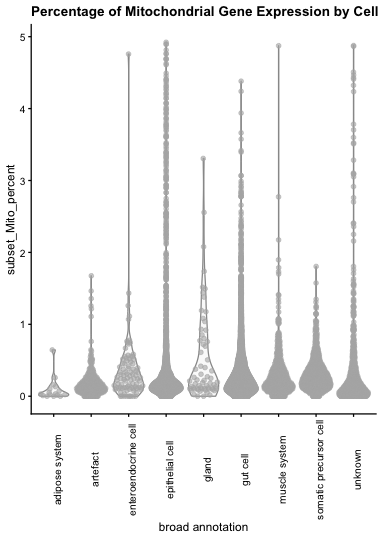 Percentage of Mitochondrial Gene Expression by Cell
subset_Mito_percent
5
4
3
2
1
0
adipose system
artefact
enteroendocrine cell
epithelial cell
gland
gut cell
muscle system
somatic precursor cell
unknown
broad annotation